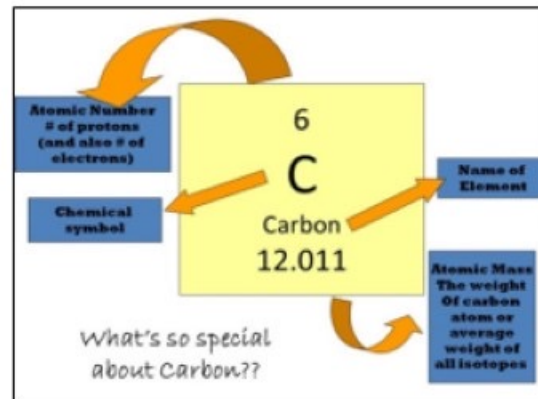 Atomic Number
# of protons
(and also # of
electrons)
6
C
Carbon
12.011
Chemical
symbol
Name of
Element
Atomic Mass
The weight
Of carbon
atom or
average
weight of
all isotopes
What's so special
about Carbon??